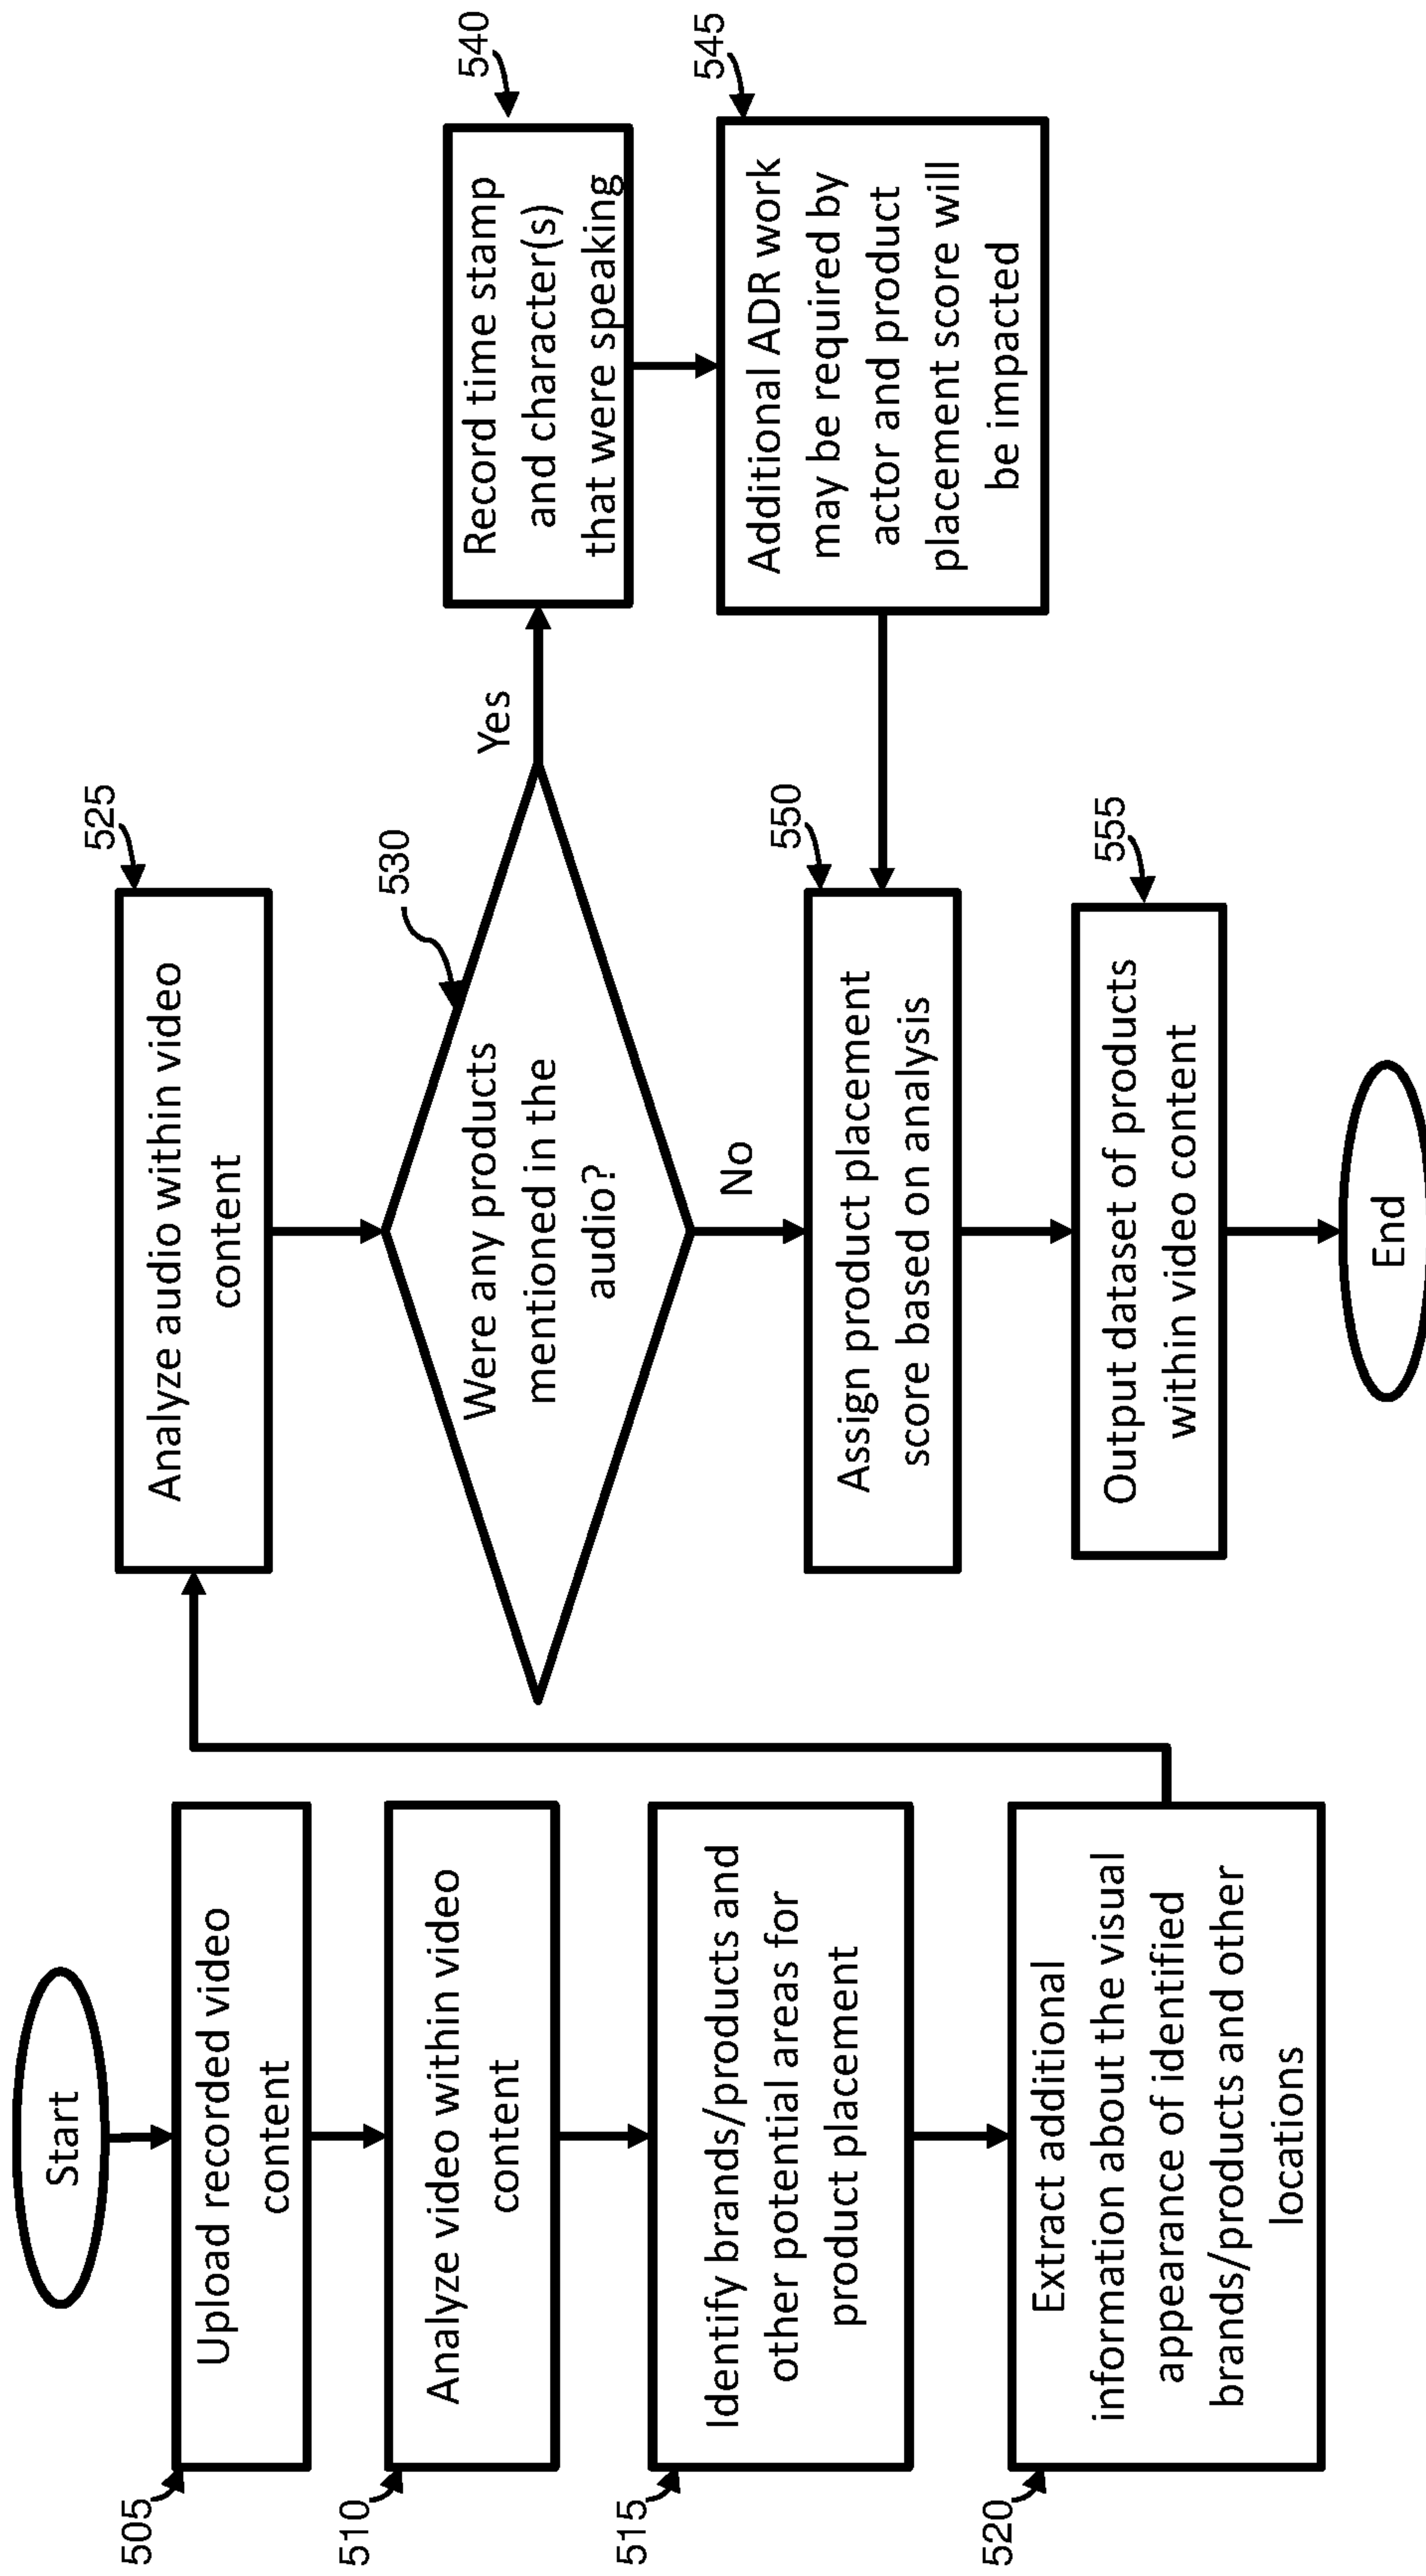 Start
505
Upload recorded video
content
510
Analyze video within video
content
515
Identify brands/products and
other potential areas for
product placement
520
Extract additional
information about the visual
appearance of identified
brands/products and other
locations
525
Analyze audio within video
content
530
Were any products
mentioned in the
audio?
Yes
No
540
Record time stamp
and character(s)
that were speaking
545
Additional ADR work
may be required by
actor and product
placement score will
be impacted
550
Assign product placement
score based on analysis
555
Output dataset of products
within video content
End